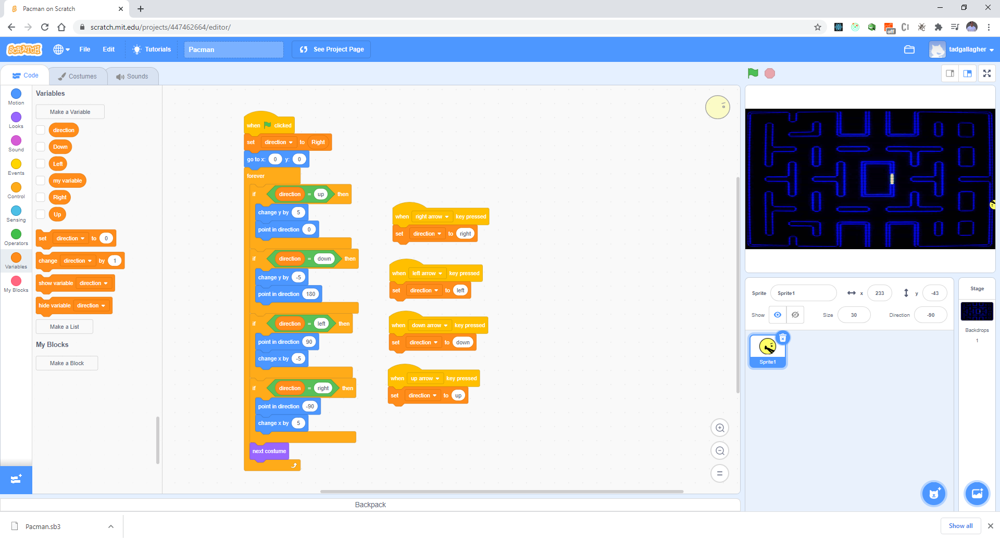 Pacman on Scratch
scratch.mit.edu/projects/447462664/editor/
off
SCRATCH
File
Edit
Tutorials
Pacman
See Project Page
tadgallagher
Code
Costumes
Sounds
Motion
Looks
Sound
Events
Control
Sensing
Operators
Variables
My Blocks
Variables
Make a Variable
direction
Down
Left
my variable
Right
Up
set direction to 0
change direction by 1
show variable direction
hide variable direction
Make a List
My Blocks
Make a Block
when clicked
set direction to Right
go to x: 0 y: 0
forever
if direction = up then
change y by 5
point in direction 0
if direction = down then
change y by -5
point in direction 180
if direction = left then
point in direction 90
change x by -5
if direction = right then
point in direction -90
change x by 5
next costume
when right arrow key pressed
set direction to right
when left arrow key pressed
set direction to left
when down arrow key pressed
set direction to down
when up arrow key pressed
set direction to up
Backpack
Sprite Sprite1 x 233 y -43
Show Size 30 Direction -90
Sprite1
Stage
Backdrops
1
Pacman.sb3
Show all